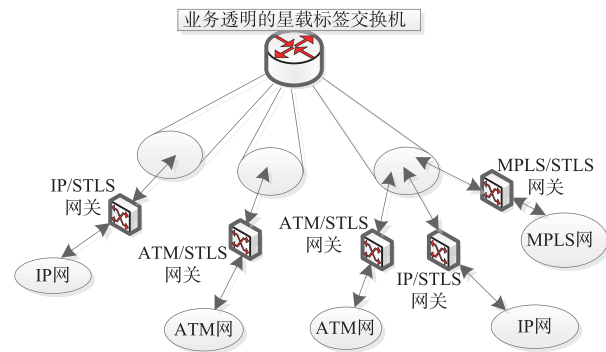 业务透明的星载标签交换机
IP/STLS
网关
MPLS/STLS
网关
ATM/STLS
网关
ATM/STLS
网关
IP/STLS
网关
MPLS网
IP网
ATM网
ATM网
IP网